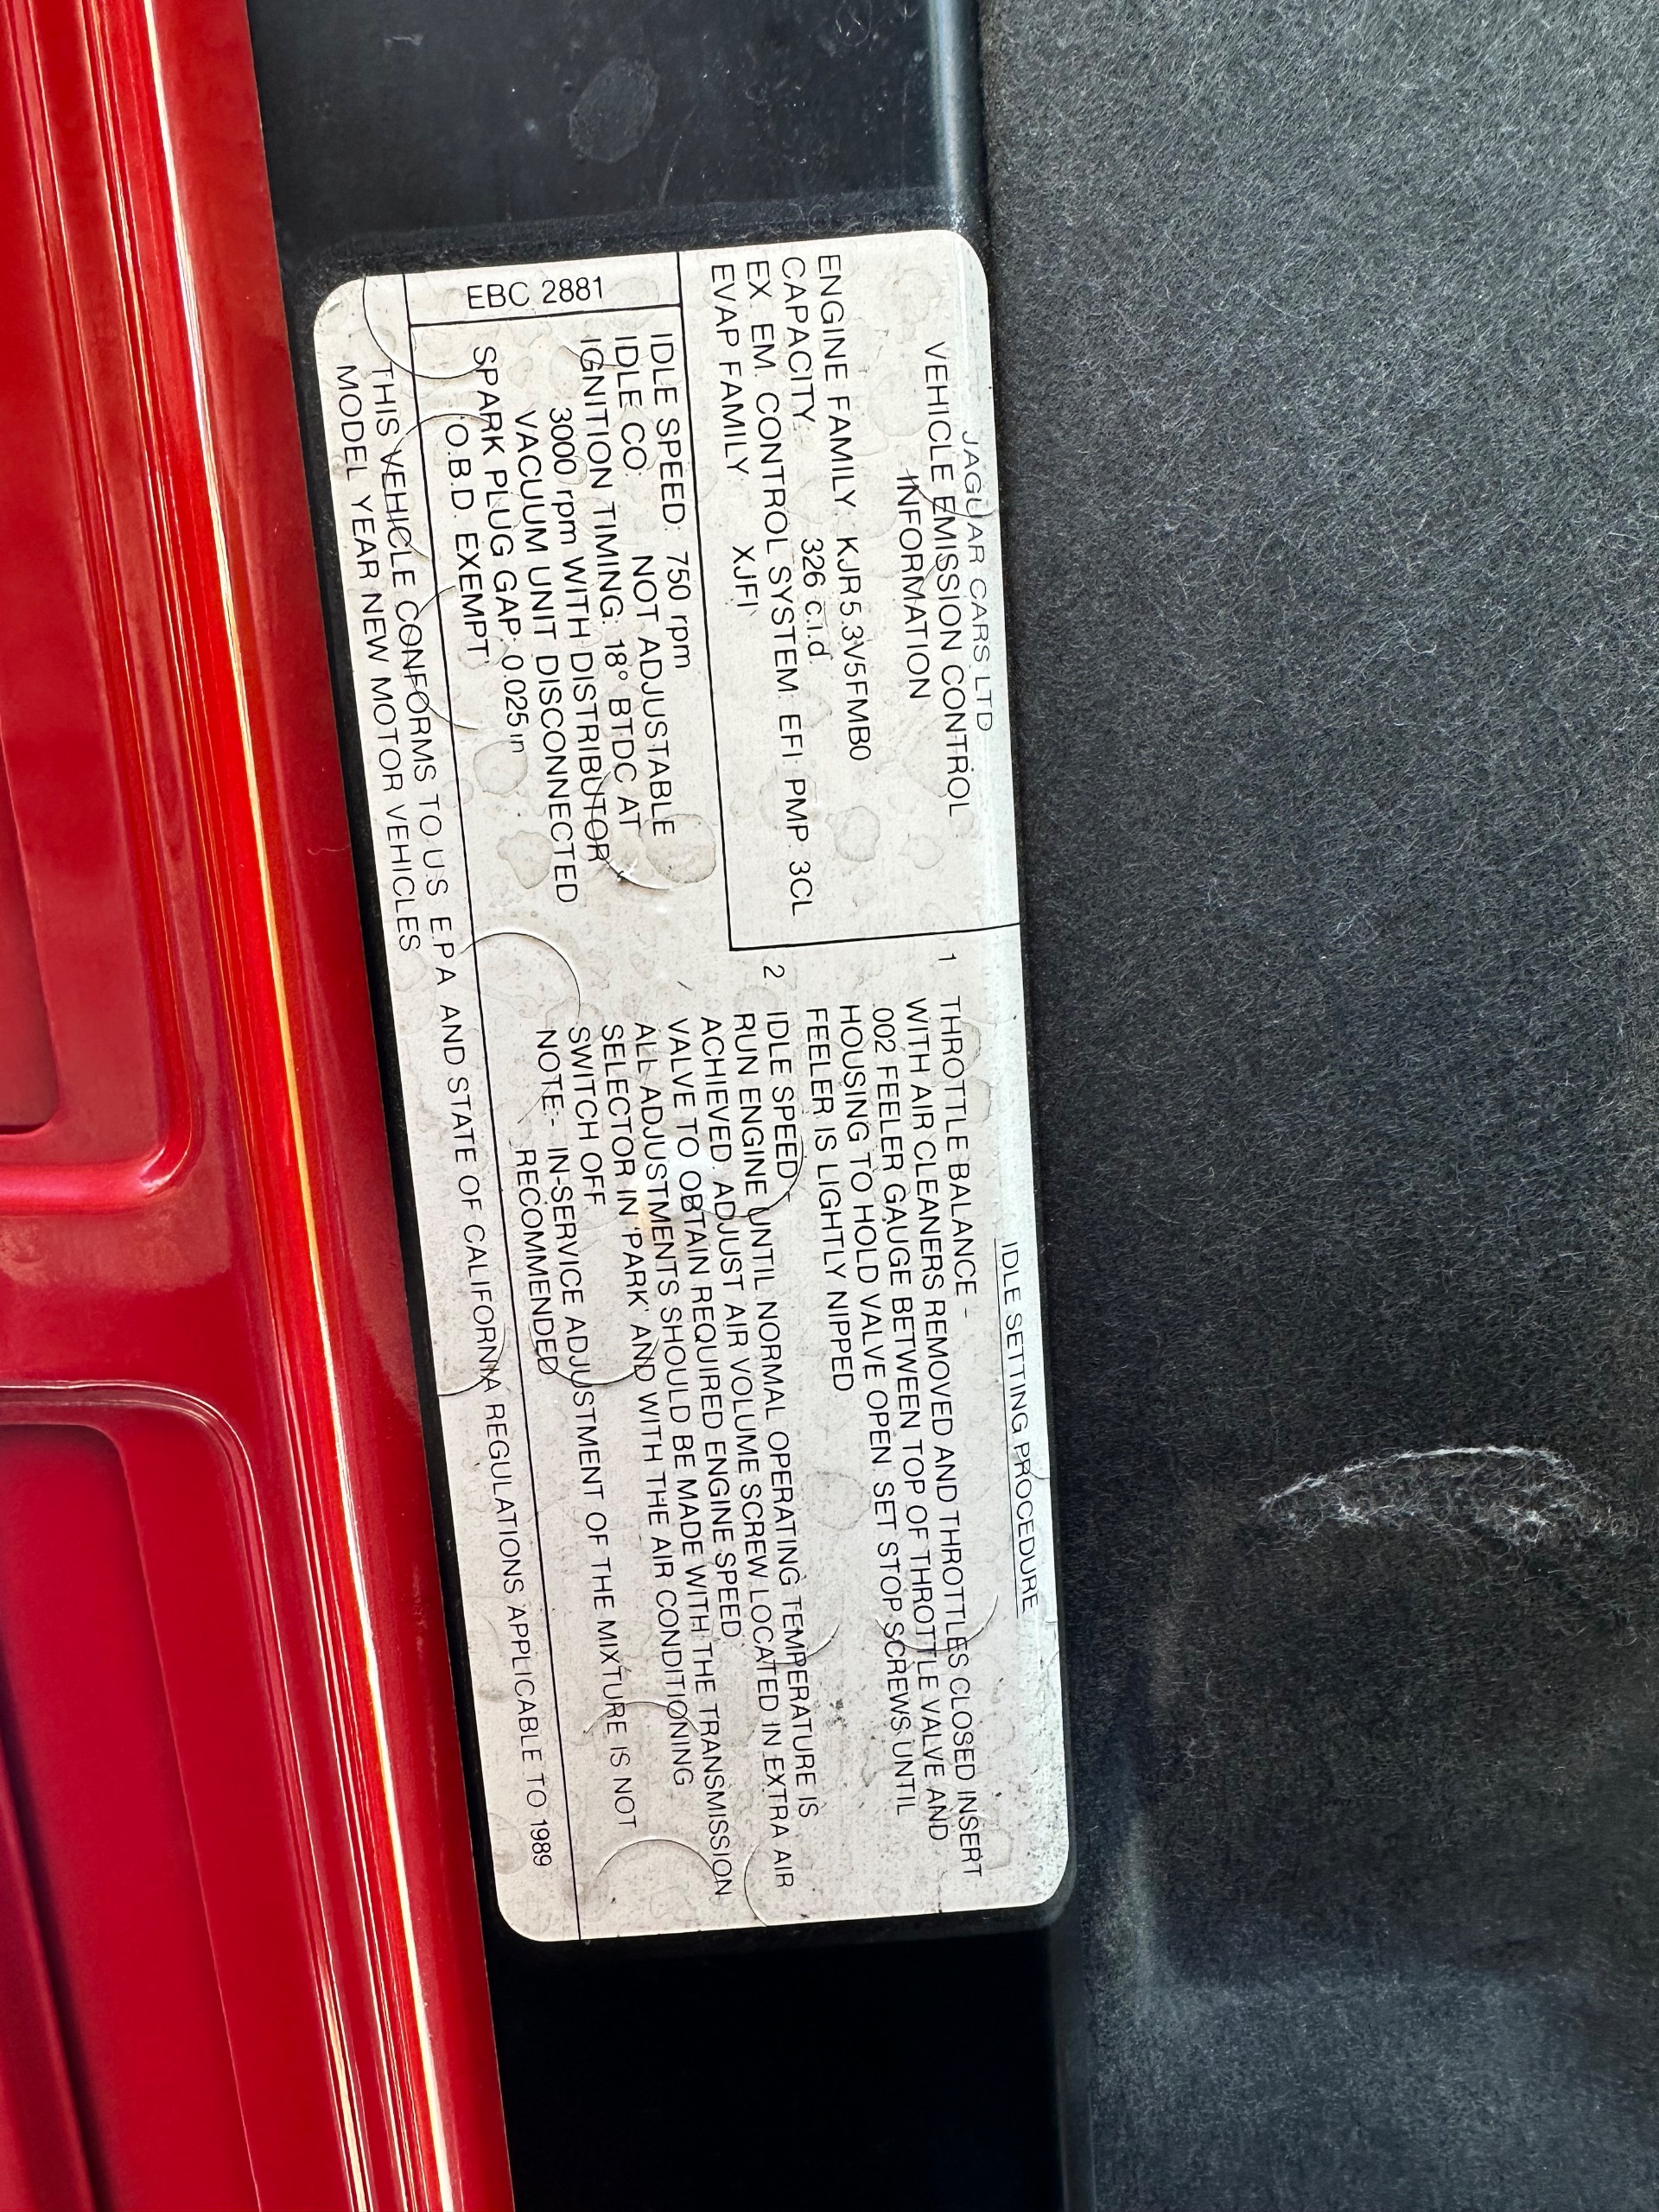 JAGUAR CARS LTD
VEHICLE EMISSION CONTROL
INFORMATION
ENGINE FAMILY: KJR5.3V5FMB0
CAPACITY: 326 c.i.d.
EX. EM. CONTROL SYSTEM: EFI: PMP: 3CL
EVAP FAMILY: XJFI
EBC 2881
IDLE SPEED: 750 rpm
IDLE CO: NOT ADJUSTABLE
IGNITION TIMING: 18° BTDC AT
3000 rpm WITH DISTRIBUTOR
VACUUM UNIT DISCONNECTED
SPARK PLUG GAP: 0.025in
'O.B.D. EXEMPT'
IDLE SETTING PROCEDURE
1 THROTTLE BALANCE -
WITH AIR CLEANERS REMOVED AND THROTTLES CLOSED INSERT
.002 FEELER GAUGE BETWEEN TOP OF THROTTLE VALVE AND
HOUSING TO HOLD VALVE OPEN. SET STOP SCREWS UNTIL
FEELER IS LIGHTLY NIPPED
2 IDLE SPEED -
RUN ENGINE UNTIL NORMAL OPERATING TEMPERATURE IS
ACHIEVED. ADJUST AIR VOLUME SCREW LOCATED IN EXTRA AIR
VALVE TO OBTAIN REQUIRED ENGINE SPEED
ALL ADJUSTMENTS SHOULD BE MADE WITH THE TRANSMISSION
SELECTOR IN 'PARK' AND WITH THE AIR CONDITIONING
SWITCH OFF.
NOTE:- IN-SERVICE ADJUSTMENT OF THE MIXTURE IS NOT
RECOMMENDED
THIS VEHICLE CONFORMS TO U.S. E.P.A. AND STATE OF CALIFORNIA REGULATIONS APPLICABLE TO 1989
MODEL YEAR NEW MOTOR VEHICLES